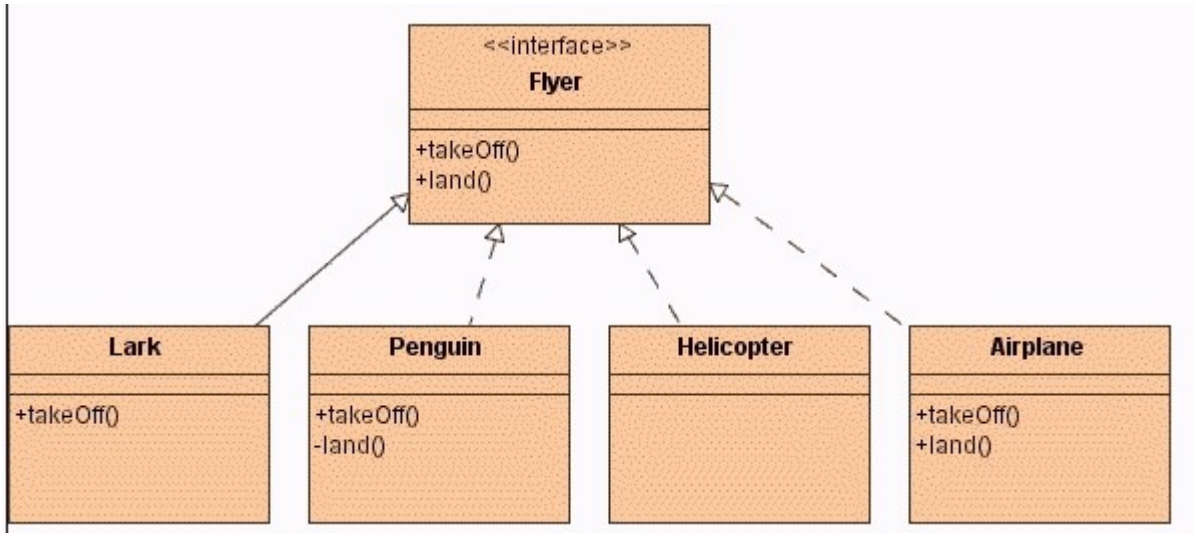 <<interface>>
Flyer
+takeOff()
+land()
Lark
+takeOff()
Penguin
+takeOff()
-land()
Helicopter
Airplane
+takeOff()
+land()